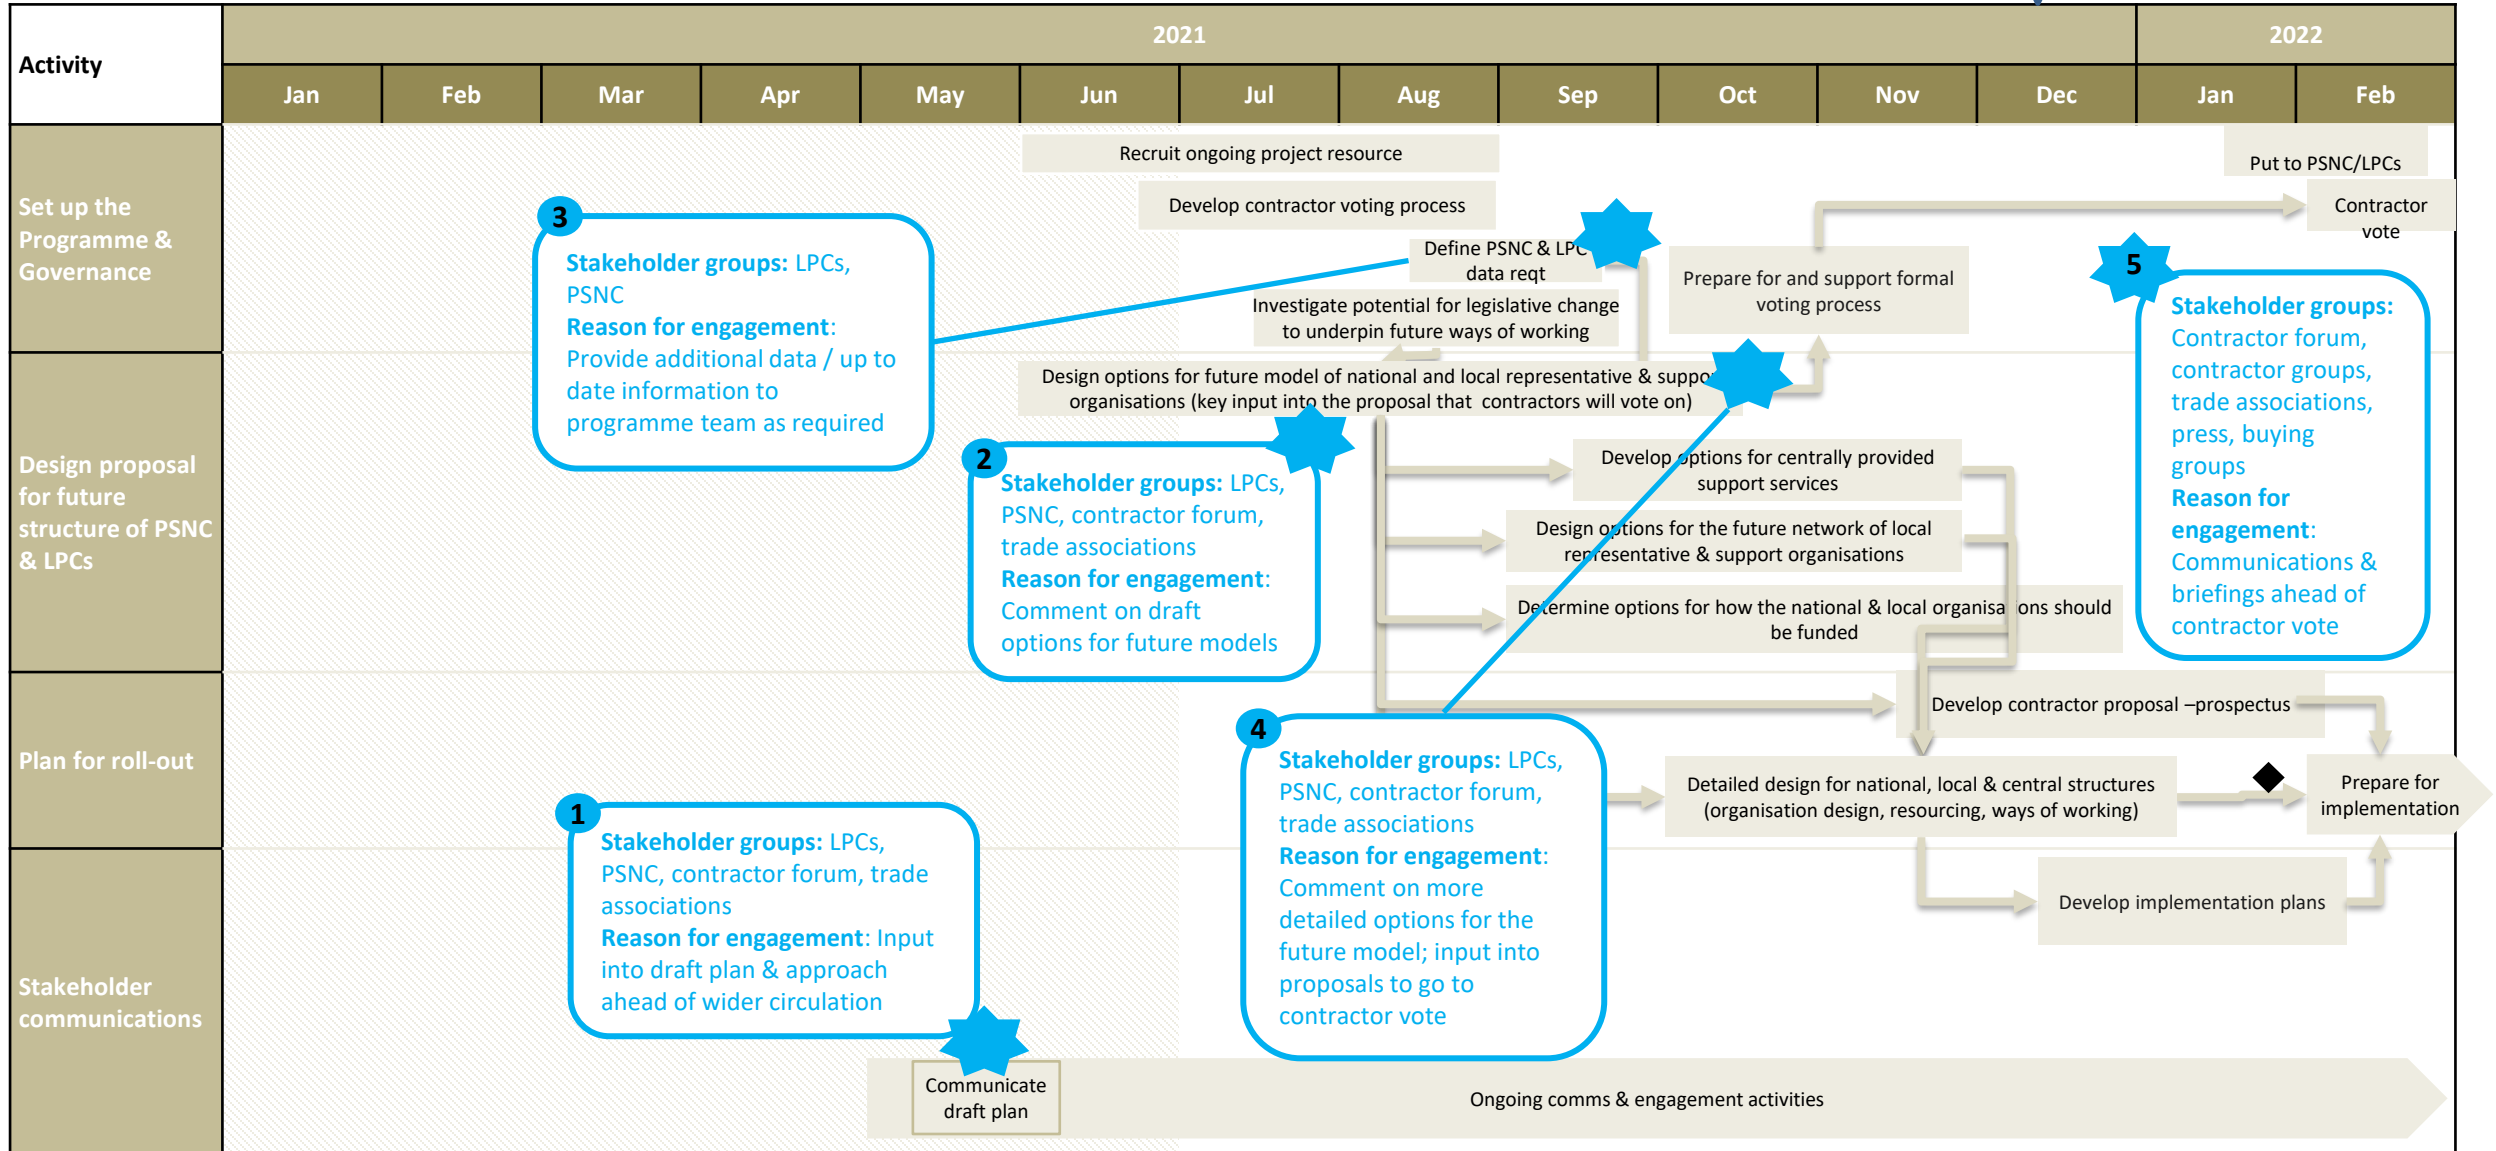 Activity
2021
2022
Jan
Feb
Mar
Apr
May
Jun
Jul
Aug
Sep
Oct
Nov
Dec
Jan
Feb
Set up the
Programme &
Governance
Recruit ongoing project resource
Put to PSNC/LPCs
Develop contractor voting process
Contractor
vote
3
Stakeholder groups: LPCs,
PSNC
Reason for engagement:
Provide additional data / up to
date information to
programme team as required
Define PSNC & LPC
data reqt
Investigate potential for legislative change
to underpin future ways of working
Prepare for and support formal
voting process
5
Stakeholder groups:
Contractor forum,
contractor groups,
trade associations,
press, buying
groups
Reason for
engagement:
Communications &
briefings ahead of
contractor vote
Design proposal
for future
structure of PSNC
& LPCs
Design options for future model of national and local representative & suppo
organisations (key input into the proposal that contractors will vote on)
2
Stakeholder groups: LPCs,
PSNC, contractor forum,
trade associations
Reason for engagement:
Comment on draft
options for future models
Develop options for centrally provided
support services
Design options for the future network of local
representative & support organisations
Determine options for how the national & local organisations should
be funded
Plan for roll-out
Develop contractor proposal –prospectus
4
Stakeholder groups: LPCs,
PSNC, contractor forum,
trade associations
Reason for engagement:
Comment on more
detailed options for the
future model; input into
proposals to go to
contractor vote
Detailed design for national, local & central structures
(organisation design, resourcing, ways of working)
Prepare for
implementation
1
Stakeholder groups: LPCs,
PSNC, contractor forum, trade
associations
Reason for engagement: Input
into draft plan & approach
ahead of wider circulation
Develop implementation plans
Stakeholder
communications
Communicate
draft plan
Ongoing comms & engagement activities